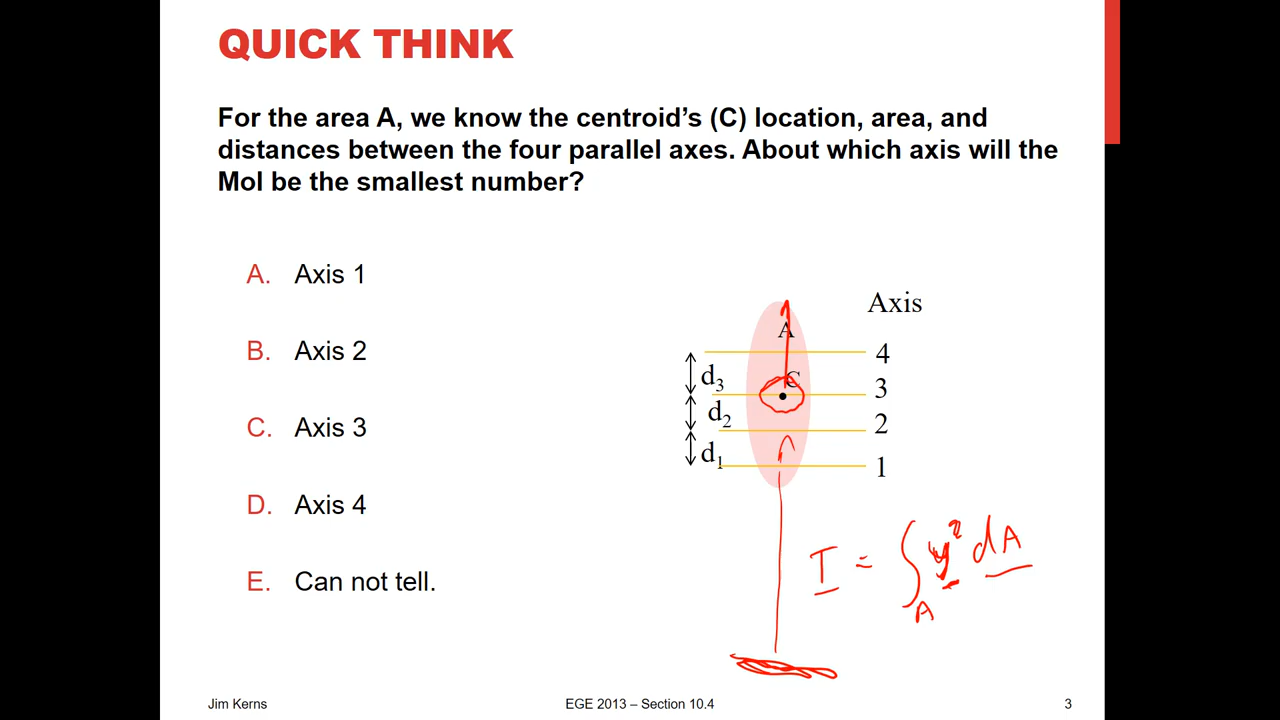 QUICK THINK
For the area A, we know the centroid's (C) location, area, and
distances between the four parallel axes. About which axis will the
MoI be the smallest number?
A. Axis 1
B. Axis 2
C. Axis 3
D. Axis 4
E. Can not tell.
Axis
A
4
C
d3
3
d2
2
d1
1
I = ∫A y² dA
Jim Kerns
EGE 2013 – Section 10.4
3